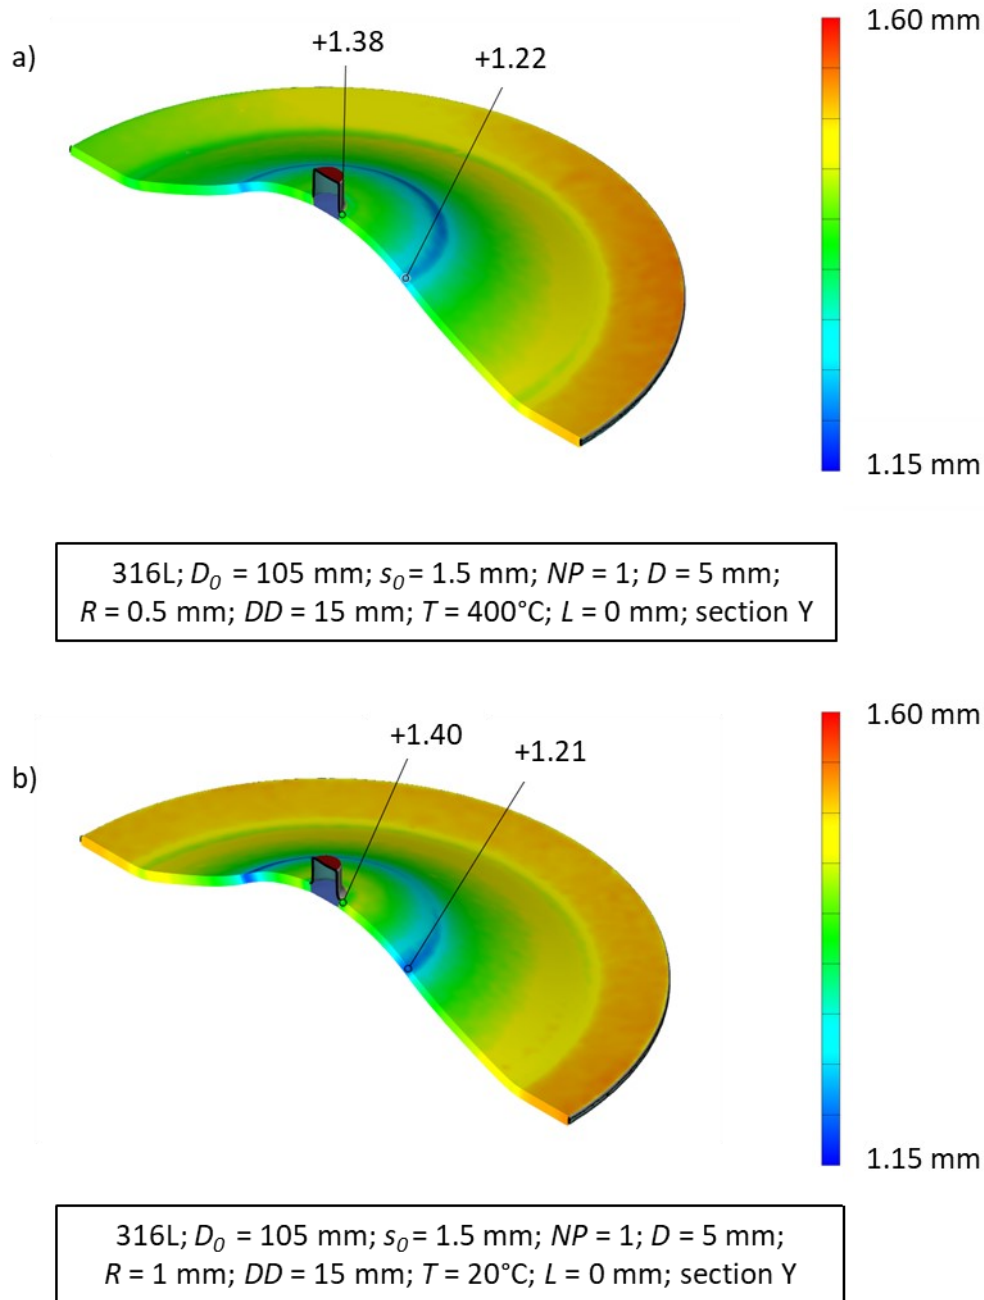 a)
+1.38
+1.22
1.60 mm
1.15 mm
316L; D0 = 105 mm; s0 = 1.5 mm; NP = 1; D = 5 mm;
R = 0.5 mm; DD = 15 mm; T = 400°C; L = 0 mm; section Y
b)
+1.40
+1.21
1.60 mm
1.15 mm
316L; D0 = 105 mm; s0 = 1.5 mm; NP = 1; D = 5 mm;
R = 1 mm; DD = 15 mm; T = 20°C; L = 0 mm; section Y